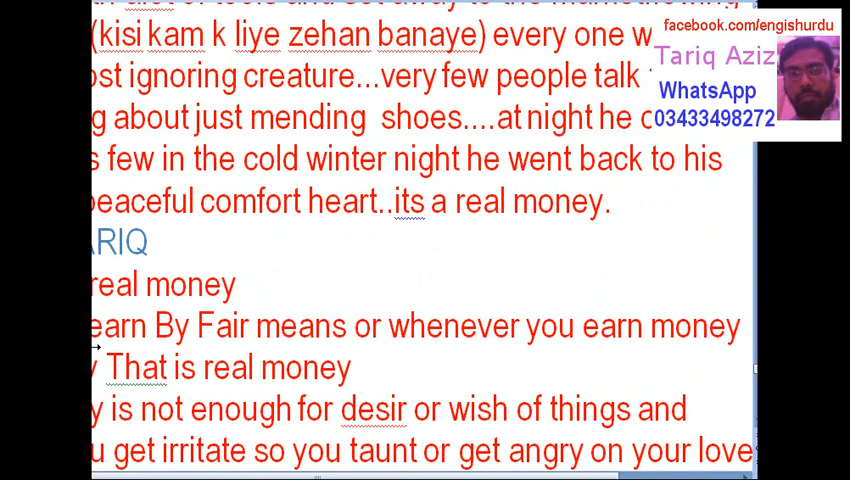 (kisi kam k liye zehan banaye) every one w
ost ignoring creature...very few people talk
g about just mending shoes....at night he c
s few in the cold winter night he went back to his
peaceful comfort heart..its a real money.
ARIQ
real money
earn By Fair means or whenever you earn money
y That is real money
y is not enough for desir or wish of things and
u get irritate so you taunt or get angry on your love
facebook.com/engishurdu
Tariq Aziz
WhatsApp
03433498272